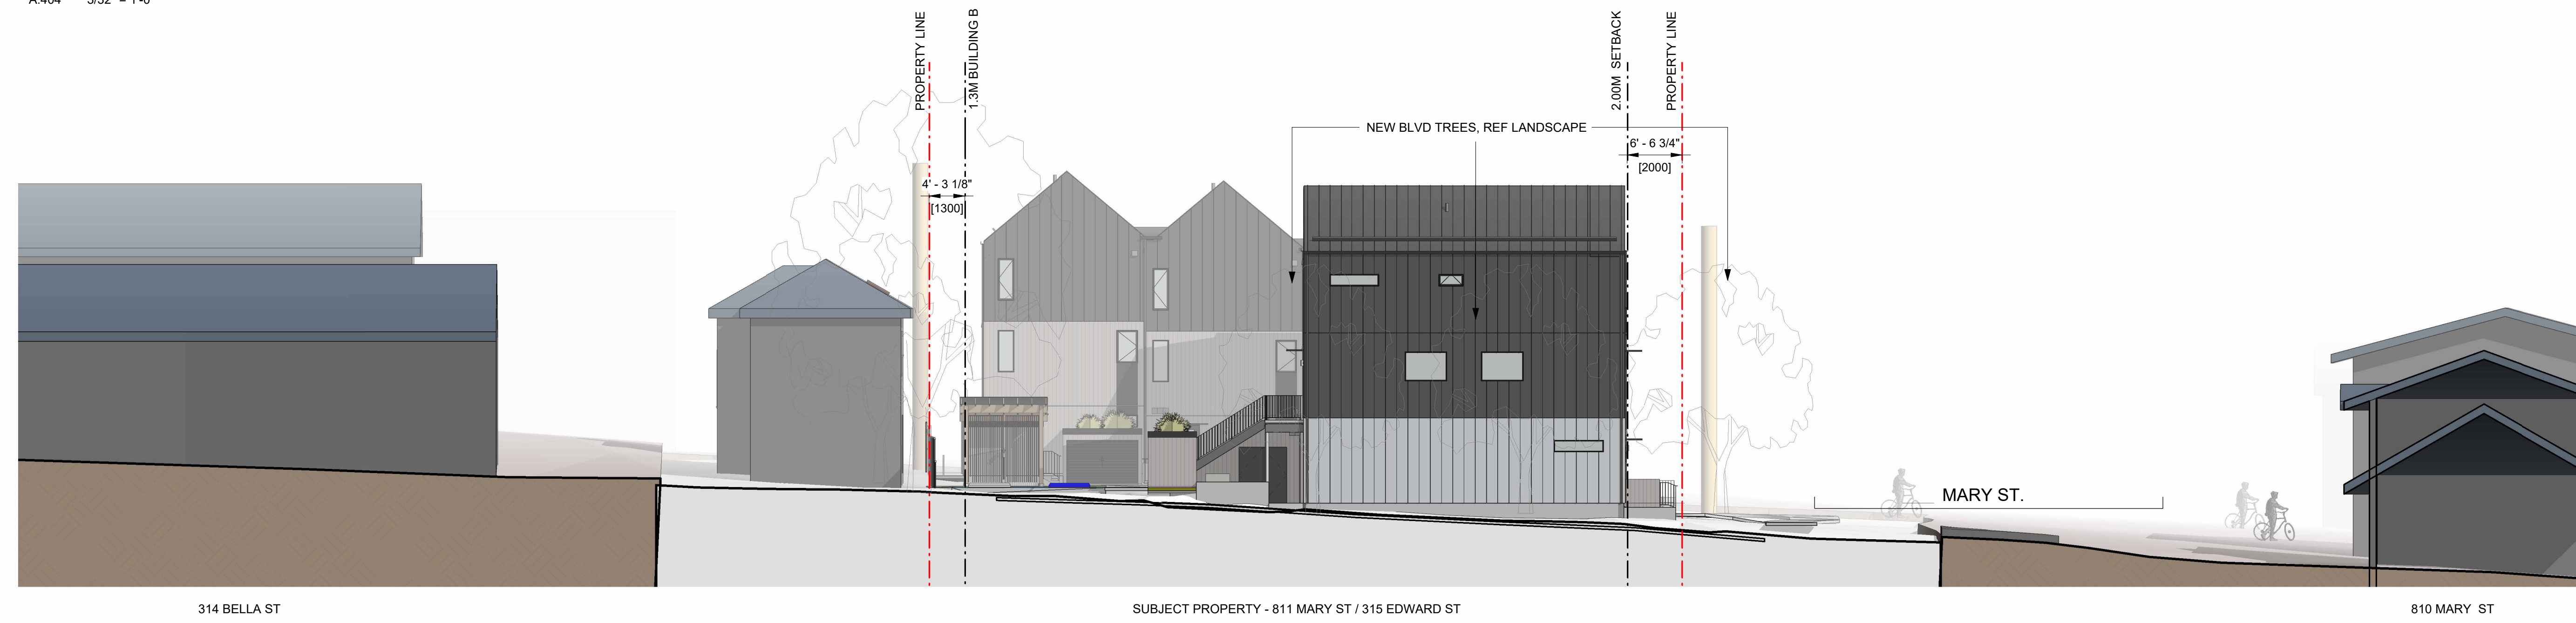 PROPERTY LINE
1.3M BUILDING B
2.00M SETBACK
PROPERTY LINE
NEW BLVD TREES, REF LANDSCAPE
6' - 6 3/4"
[2000]
4' - 3 1/8"
[1300]
MARY ST.
314 BELLA ST
SUBJECT PROPERTY - 811 MARY ST / 315 EDWARD ST
810 MARY ST